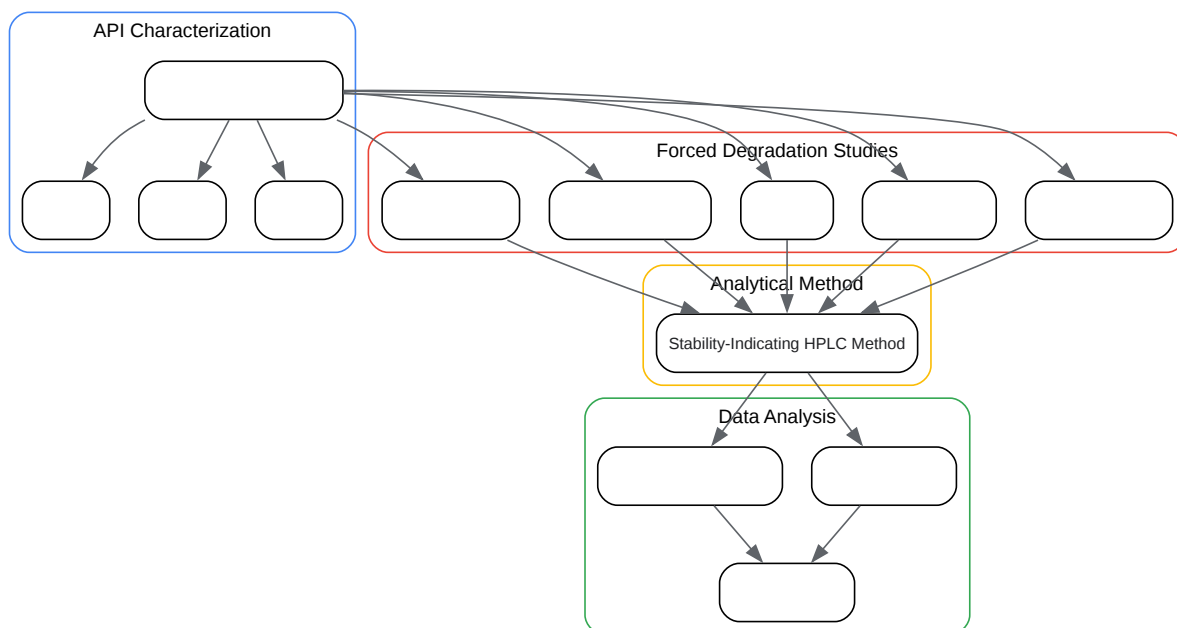 API Characterization
Forced Degradation Studies
Analytical Method
Stability-Indicating HPLC Method
Data Analysis